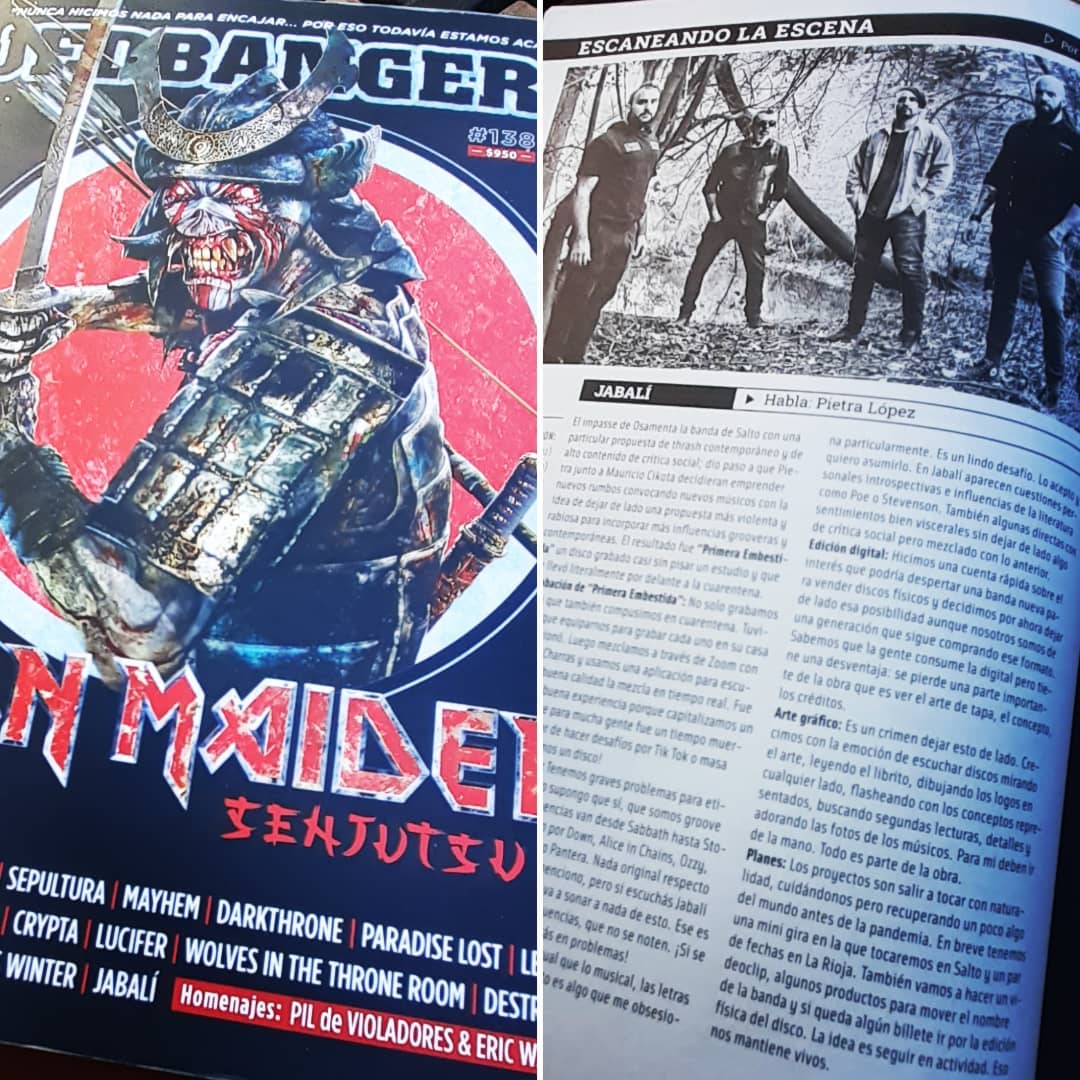 "NUNCA HICIMOS NADA PARA ENCAJAR... POR ESO TODAVÍA ESTAMOS ACÁ
JEDBANGER
#138
$950
N MAIDEN
SENJUTSU
SEPULTURA | MAYHEM | DARKTHRONE | PARADISE LOST | LE
CRYPTA | LUCIFER | WOLVES IN THE THRONE ROOM | DESTR
WINTER | JABALÍ
Homenajes: PIL de VIOLADORES & ERIC W
ESCANEANDO LA ESCENA
Por
JABALÍ
Habla: Pietra López
El impasse de Osamenta la banda de Salto con una
particular propuesta de thrash contemporáneo y de
alto contenido de crítica social; dio paso a que Pie-
tra junto a Mauricio Cikota decidieran emprender
nuevos rumbos convocando nuevos músicos con la
idea de dejar de lado una propuesta más violenta y
rabiosa para incorporar más influencias grooveras y
contemporáneas. El resultado fue "Primera Embesti-
da" un disco grabado casi sin pisar un estudio y que
llevó literalmente por delante a la cuarentena.
bación de "Primera Embestida": No solo grabamos
que también compusimos en cuarentena. Tuvi-
que equiparnos para grabar cada uno en su casa
ionó. Luego mezclamos a través de Zoom con
Charras y usamos una aplicación para escu-
buena calidad la mezcla en tiempo real. Fue
buena experiencia porque capitalizamos un
e para mucha gente fue un tiempo muer-
r de hacer desafíos por Tik Tok o masa
os un disco!
Tenemos graves problemas para eti-
o supongo que sí, que somos groove
encias van desde Sabbath hasta Sto-
por Down, Alice in Chains, Ozzy,
Pantera. Nada original respecto
enciono, pero si escuchás Jabalí
va a sonar a nada de esto. Ese es
uencias, que no se noten. ¡Si se
ás en problemas!
ual que lo musical, las letras
o es algo que me obsesio-
na particularmente. Es un lindo desafío. Lo acepto y
quiero asumirlo. En Jabalí aparecen cuestiones per-
sonales introspectivas e influencias de la literatura
como Poe o Stevenson. También algunas directas con
sentimientos bien viscerales sin dejar de lado algo
de crítica social pero mezclado con lo anterior.
Edición digital: Hicimos una cuenta rápida sobre el
interés que podría despertar una banda nueva pa-
ra vender discos físicos y decidimos por ahora dejar
de lado esa posibilidad aunque nosotros somos de
una generación que sigue comprando ese formato.
Sabemos que la gente consume la digital pero tie-
ne una desventaja: se pierde una parte importan-
te de la obra que es ver el arte de tapa, el concepto,
los créditos.
Arte gráfico: Es un crimen dejar esto de lado. Cre-
cimos con la emoción de escuchar discos mirando
el arte, leyendo el librito, dibujando los logos en
cualquier lado, flasheando con los conceptos repre-
sentados, buscando segundas lecturas, detalles y
adorando las fotos de los músicos. Para mí deben ir
de la mano. Todo es parte de la obra.
Planes: Los proyectos son salir a tocar con natura-
lidad, cuidándonos pero recuperando un poco algo
del mundo antes de la pandemia. En breve tenemos
una mini gira en la que tocaremos en Salto y un par
de fechas en La Rioja. También vamos a hacer un vi-
deoclip, algunos productos para mover el nombre
de la banda y si queda algún billete ir por la edición
física del disco. La idea es seguir en actividad. Eso
nos mantiene vivos.